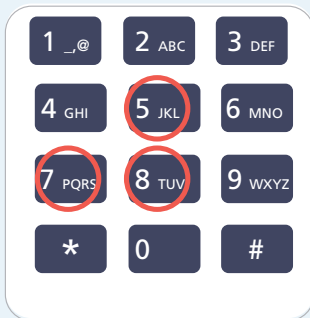 1 _,@ 2 ABC 3 DEF
4 GHI 5 JKL 6 MNO
7 PQRS 8 TUV 9 WXYZ
* 0 #